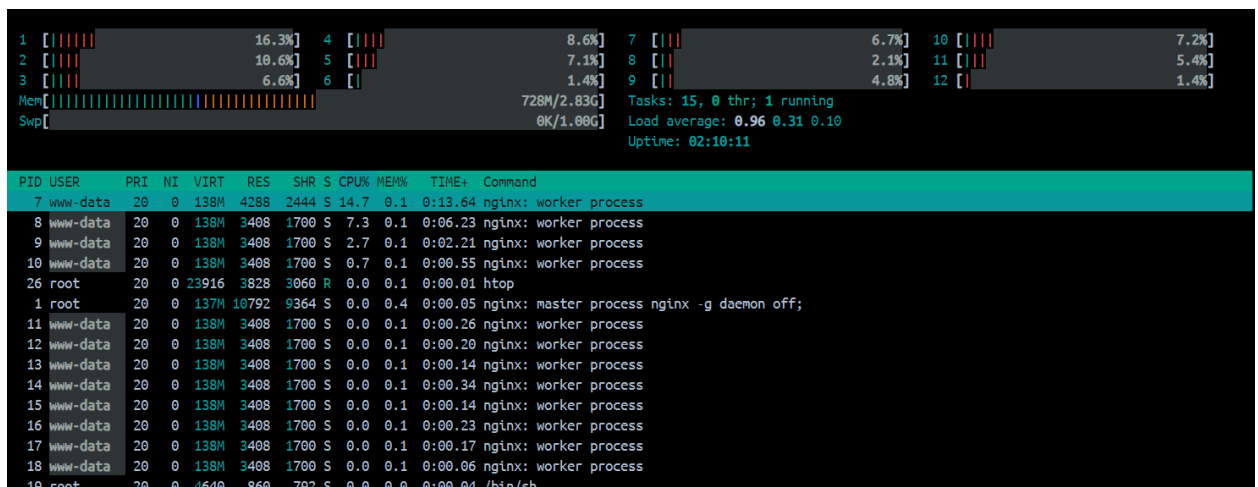 1 [|||||| 16.3%] 4 [|||| 8.6%] 7 [||| 6.7%] 10 [|||| 7.2%]
2 [|||| 10.6%] 5 [||| 7.1%] 8 [|| 2.1%] 11 [||| 5.4%]
3 [|||| 6.6%] 6 [| 1.4%] 9 [|| 4.8%] 12 [| 1.4%]
Mem[||||||||||||||||||||||||||||||||||| 728M/2.83G] Tasks: 15, 0 thr; 1 running
Swp[ 0K/1.00G] Load average: 0.96 0.31 0.10
Uptime: 02:10:11
PID USER PRI NI VIRT RES SHR S CPU% MEM% TIME+ Command
7 www-data 20 0 138M 4288 2444 S 14.7 0.1 0:13.64 nginx: worker process
8 www-data 20 0 138M 3408 1700 S 7.3 0.1 0:06.23 nginx: worker process
9 www-data 20 0 138M 3408 1700 S 2.7 0.1 0:02.21 nginx: worker process
10 www-data 20 0 138M 3408 1700 S 0.7 0.1 0:00.55 nginx: worker process
26 root 20 0 23916 3828 3060 R 0.0 0.1 0:00.01 htop
1 root 20 0 137M 10792 9364 S 0.0 0.4 0:00.05 nginx: master process nginx -g daemon off;
11 www-data 20 0 138M 3408 1700 S 0.0 0.1 0:00.26 nginx: worker process
12 www-data 20 0 138M 3408 1700 S 0.0 0.1 0:00.20 nginx: worker process
13 www-data 20 0 138M 3408 1700 S 0.0 0.1 0:00.14 nginx: worker process
14 www-data 20 0 138M 3408 1700 S 0.0 0.1 0:00.34 nginx: worker process
15 www-data 20 0 138M 3408 1700 S 0.0 0.1 0:00.14 nginx: worker process
16 www-data 20 0 138M 3408 1700 S 0.0 0.1 0:00.23 nginx: worker process
17 www-data 20 0 138M 3408 1700 S 0.0 0.1 0:00.17 nginx: worker process
18 www-data 20 0 138M 3408 1700 S 0.0 0.1 0:00.06 nginx: worker process
19 root 20 0 4640 860 792 S 0.0 0.0 0:00.04 /bin/sh